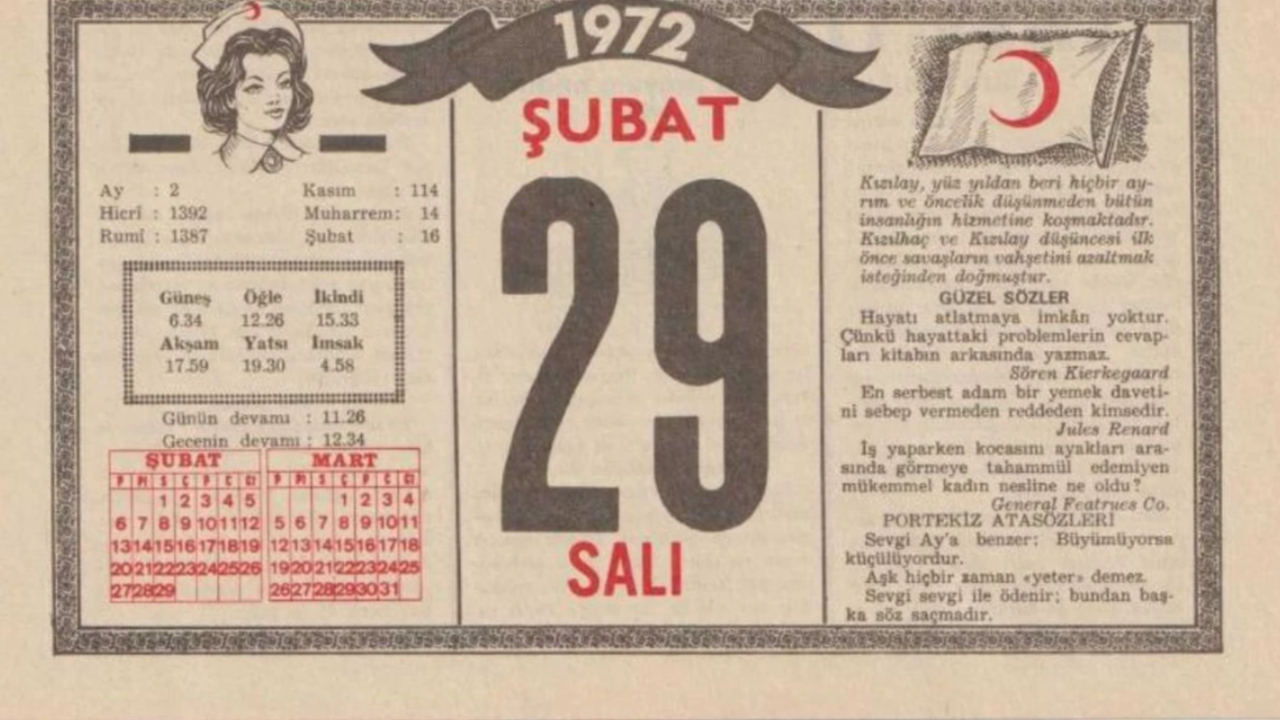 1972
ŞUBAT
29
SALI
Ay : 2 Kasım : 114
Hicrî : 1392 Muharrem: 14
Rumî : 1387 Şubat : 16
Güneş Öğle İkindi
6.34 12.26 15.33
Akşam Yatsı İmsak
17.59 19.30 4.58
Günün devamı : 11.26
Gecenin devamı : 12.34
ŞUBAT
P Pt S Ç P C Ct
1 2 3 4 5
6 7 8 9 10 11 12
13 14 15 16 17 18 19
20 21 22 23 24 25 26
27 28 29
MART
P Pt S Ç P C Ct
1 2 3 4
5 6 7 8 9 10 11
12 13 14 15 16 17 18
19 20 21 22 23 24 25
26 27 28 29 30 31
Kızılay, yüz yıldan beri hiçbir ay-
rım ve öncelik düşünmeden bütün
insanlığın hizmetine koşmaktadır.
Kızılhaç ve Kızılay düşüncesi ilk
önce savaşların vahşetini azaltmak
isteğinden doğmuştur.
GÜZEL SÖZLER
Hayatı atlatmaya imkân yoktur.
Çünkü hayattaki problemlerin cevap-
ları kitabın arkasında yazmaz.
Sören Kierkegaard
En serbest adam bir yemek daveti-
ni sebep vermeden reddeden kimsedir.
Jules Renard
İş yaparken kocasını ayakları ara-
sında görmeye tahammül edemiyen
mükemmel kadın nesline ne oldu?
General Featrues Co.
PORTEKİZ ATASÖZLERİ
Sevgi Ay'a benzer: Büyümüyorsa
küçülüyordur.
Aşk hiçbir zaman «yeter» demez.
Sevgi sevgi ile ödenir; bundan baş-
ka söz saçmadır.